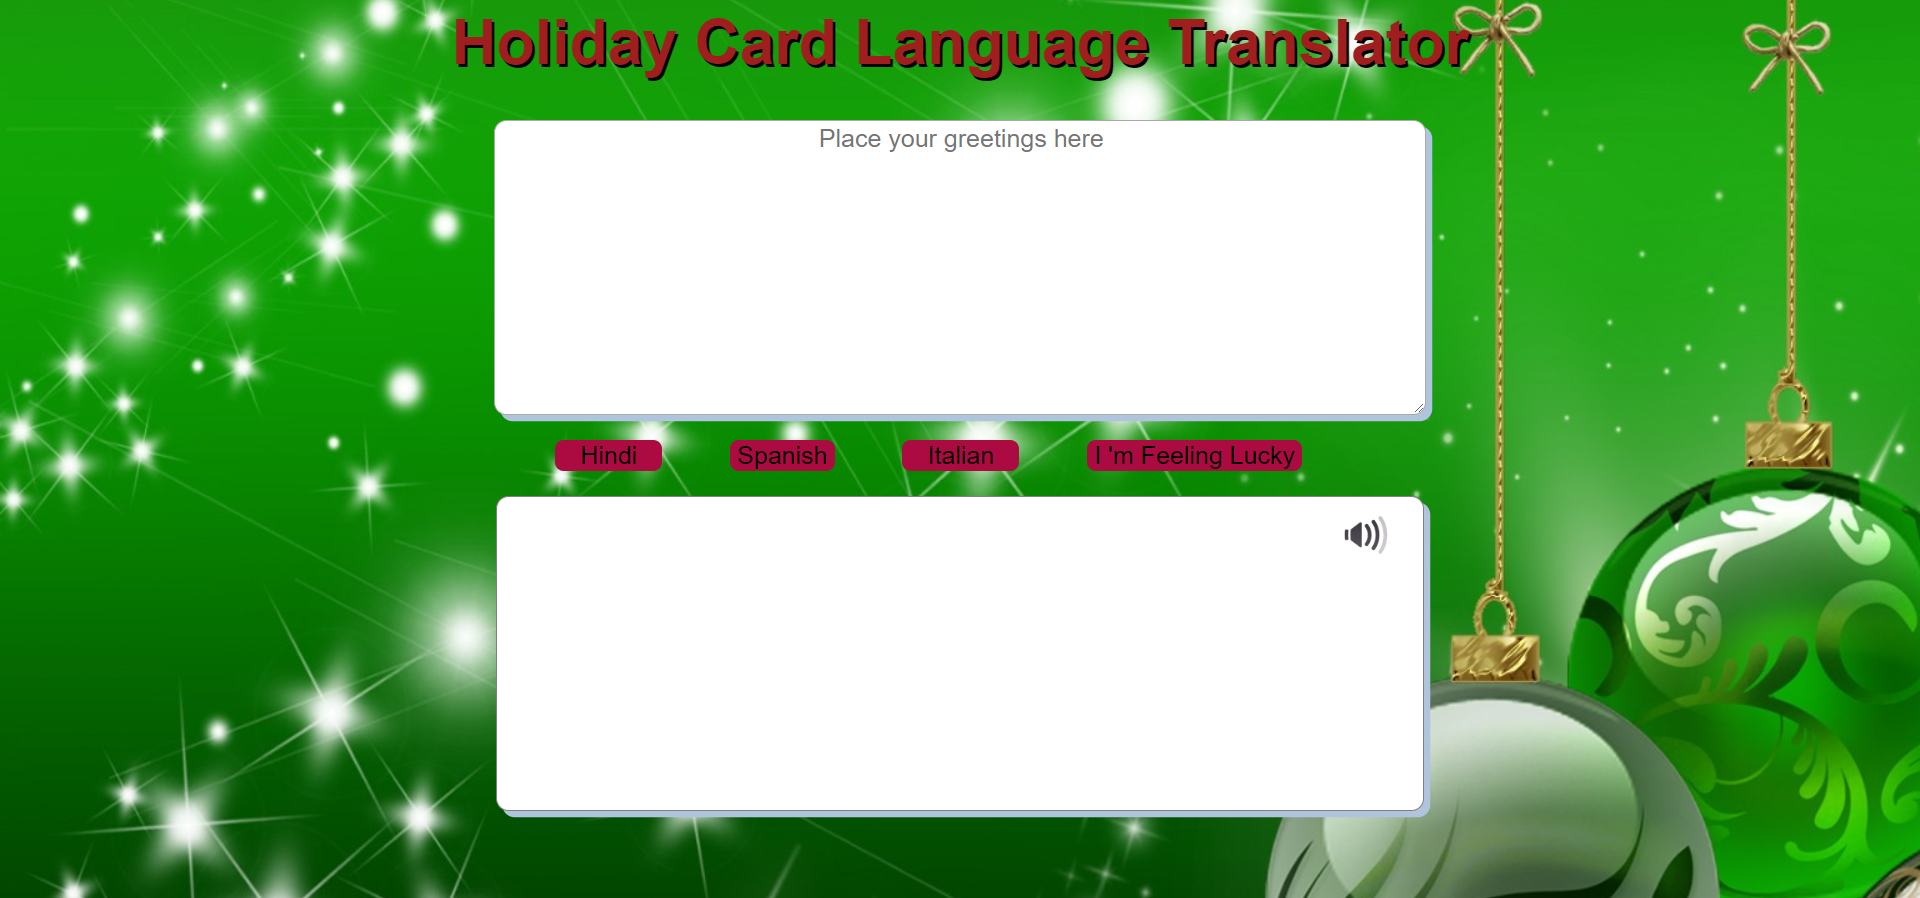 Holiday Card Language Translator
Place your greetings here
Hindi Spanish Italian I 'm Feeling Lucky